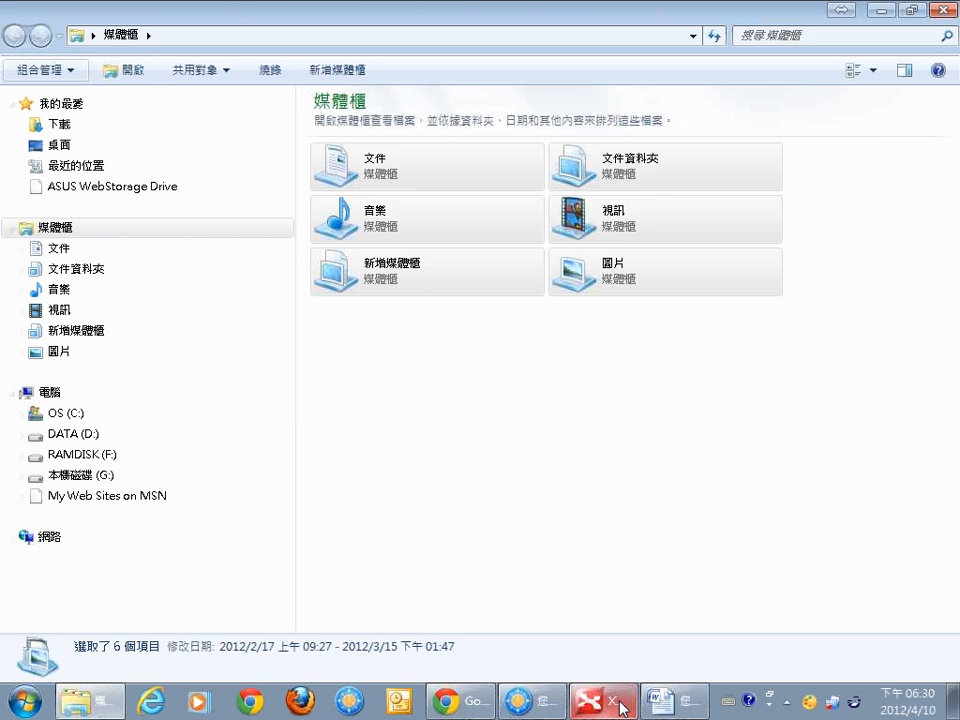 媒體櫃
搜尋 媒體櫃
組合管理
開啟
共用對象
燒錄
新增媒體櫃
我的最愛
下載
桌面
最近的位置
ASUS WebStorage Drive
媒體櫃
文件
文件資料夾
音樂
視訊
新增媒體櫃
圖片
電腦
OS (C:)
DATA (D:)
RAMDISK (F:)
本機磁碟 (G:)
My Web Sites on MSN
網路
媒體櫃
開啟媒體櫃查看檔案，並依據資料夾、日期和其他內容來排列這些檔案。
文件
媒體櫃
文件資料夾
媒體櫃
音樂
媒體櫃
視訊
媒體櫃
新增媒體櫃
媒體櫃
圖片
媒體櫃
選取了 6 個項目 修改日期: 2012/2/17 上午 09:27 - 2012/3/15 下午 01:47
媒...
Go...
您...
X
您...
下午 06:30
2012/4/10